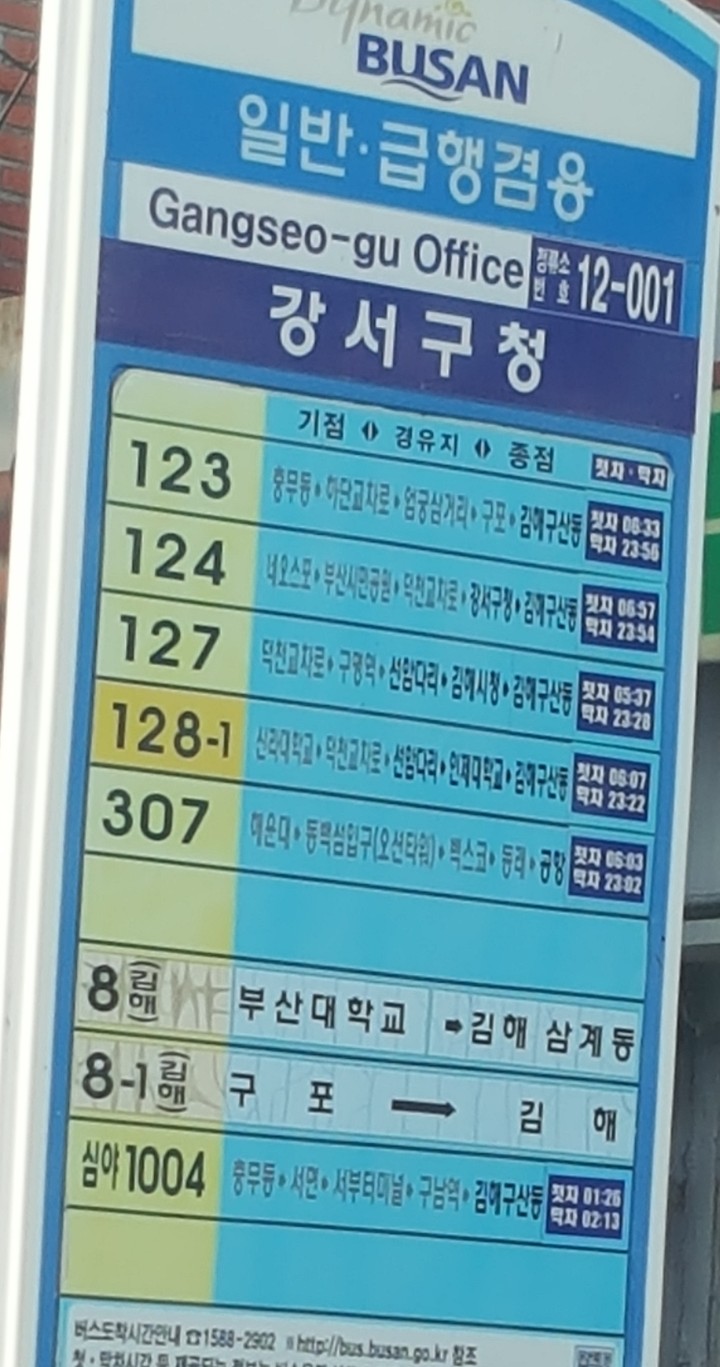 Dynamic
BUSAN
일반·급행겸용
Gangseo-gu Office 정류소 번호 12-001
강서구청
기점 경유지 종점 첫차·막차
123 충무동 하단교차로 엄궁삼거리 구포 김해구산동 첫차 06:33 막차 23:56
124 네오스포 부산시민공원 덕천교차로 강서구청 김해구산동 첫차 06:57 막차 23:54
127 덕천교차로 구명역 선암다리 김해시청 김해구산동 첫차 05:37 막차 23:28
128-1 신라대학교 덕천교차로 선암다리 인제대학교 김해구산동 첫차 06:07 막차 23:22
307 해운대 동백섬입구(오션타워) 벡스코 동래 공항 첫차 06:03 막차 23:02
8(김해) 부산대학교 ➡김해 삼계동
8-1(김해) 구포 → 김해
심야1004 충무동 서면 서부터미널 구남역 김해구산동 첫차 01:26 막차 02:13
버스도착시간안내 ☎1588-2902 http://bus.busan.go.kr 참조